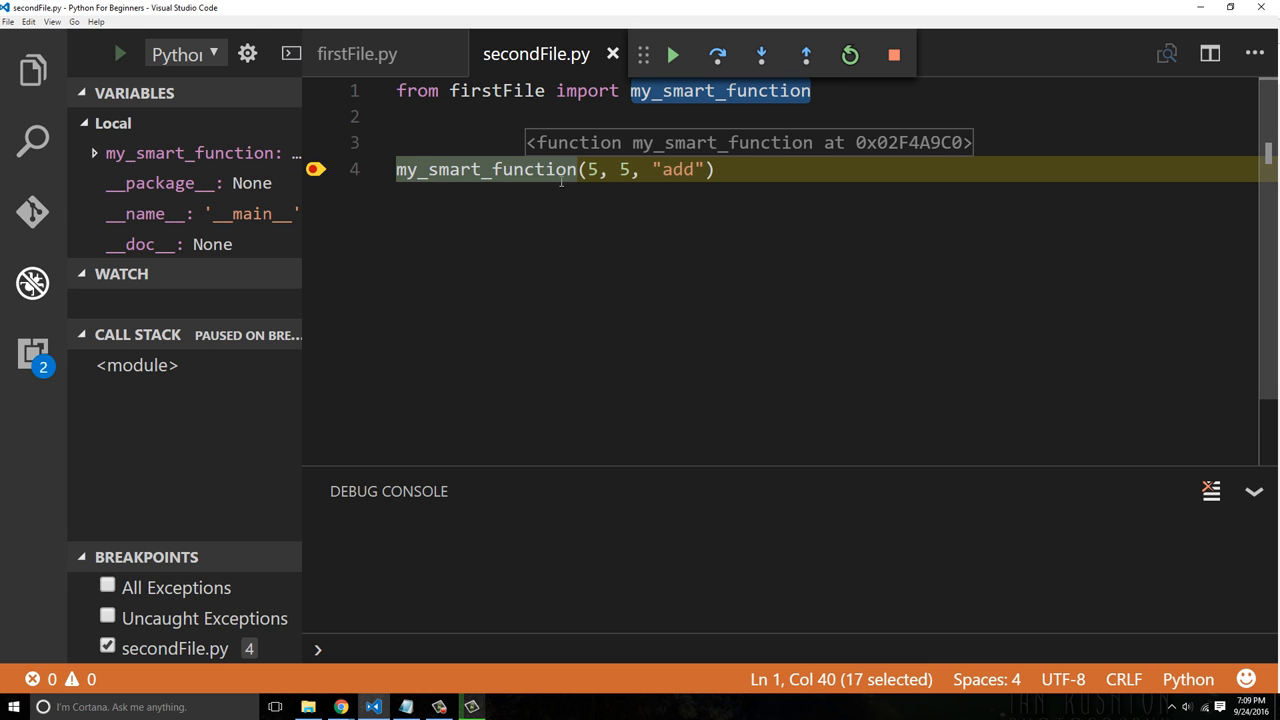 secondFile.py - Python For Beginners - Visual Studio Code
File Edit View Go Help
Pythor
firstFile.py
secondFile.py
VARIABLES
Local
my_smart_function: ...
__package__: None
__name__: '__main__'
__doc__: None
WATCH
CALL STACK PAUSED ON BRE...
<module>
BREAKPOINTS
All Exceptions
Uncaught Exceptions
secondFile.py 4
2
1 from firstFile import my_smart_function
2
3 <function my_smart_function at 0x02F4A9C0>
4 my_smart_function(5, 5, "add")
DEBUG CONSOLE
0 0
Ln 1, Col 40 (17 selected) Spaces: 4 UTF-8 CRLF Python
I'm Cortana. Ask me anything.
7:09 PM
9/24/2016